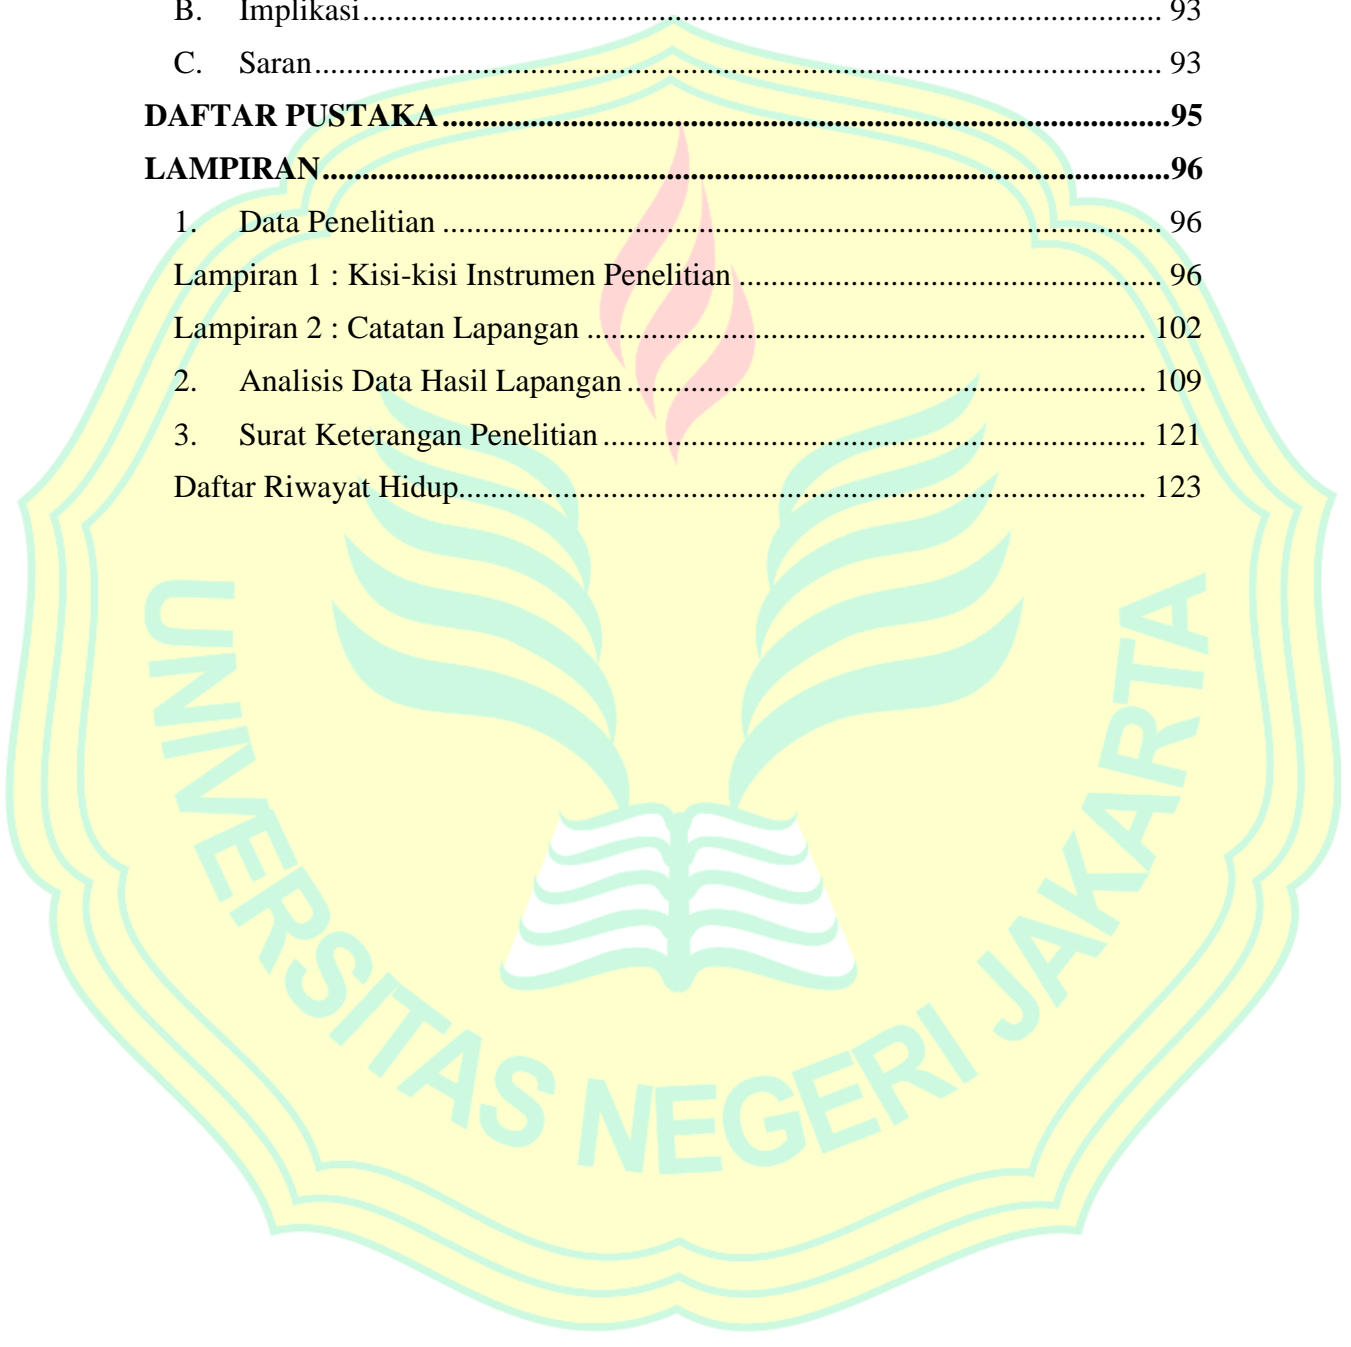 B. Implikasi.................................................................................................... 93
C. Saran.......................................................................................................... 93
DAFTAR PUSTAKA...........................................................................................95
LAMPIRAN..........................................................................................................96
1. Data Penelitian .......................................................................................... 96
Lampiran 1 : Kisi-kisi Instrumen Penelitian ..................................................... 96
Lampiran 2 : Catatan Lapangan ...................................................................... 102
2. Analisis Data Hasil Lapangan ................................................................. 109
3. Surat Keterangan Penelitian .................................................................... 121
Daftar Riwayat Hidup...................................................................................... 123
UNIVERSITAS NEGERI JAKARTA